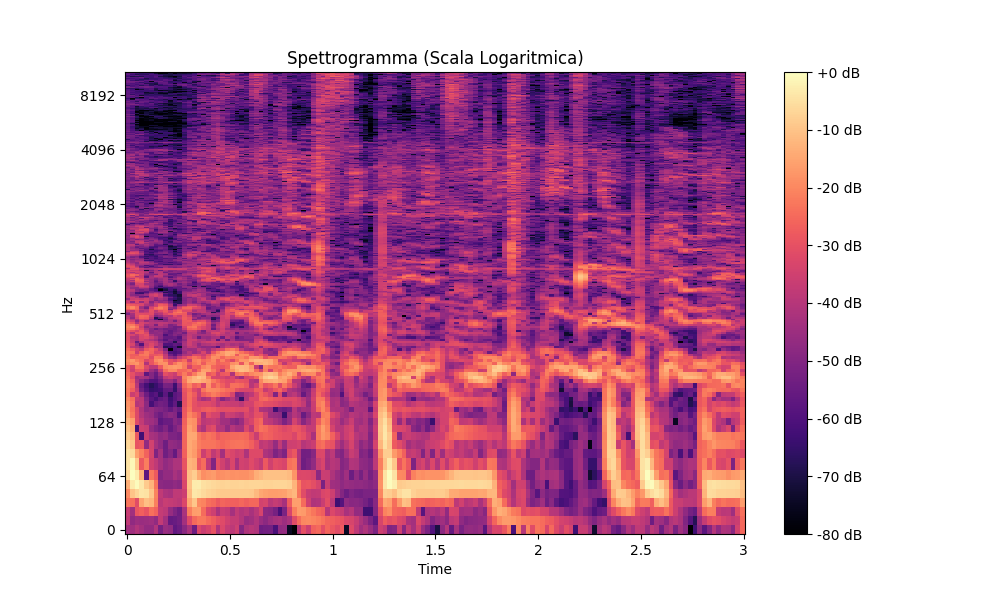 Spettrogramma (Scala Logaritmica)
Hz
8192
4096
2048
1024
512
256
128
64
0
0
0.5
1
1.5
2
2.5
3
Time
+0 dB
-10 dB
-20 dB
-30 dB
-40 dB
-50 dB
-60 dB
-70 dB
-80 dB